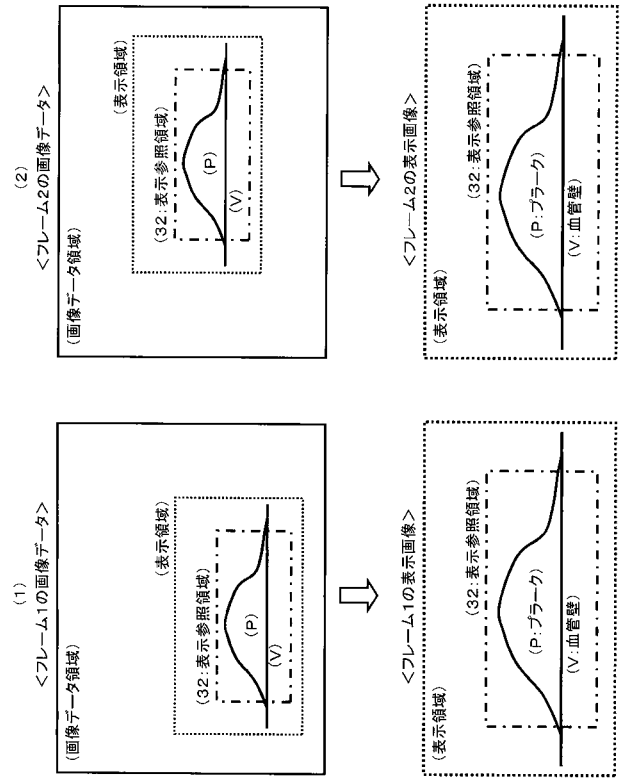 (1)
<フレーム1の画像データ>
(画像データ領域)
(表示領域)
(32:表示参照領域)
(P)
(V)
<フレーム1の表示画像>
(表示領域)
(32:表示参照領域)
(P:プラーク)
(V:血管壁)
(2)
<フレーム2の画像データ>
(画像データ領域)
(表示領域)
(32:表示参照領域)
(P)
(V)
<フレーム2の表示画像>
(表示領域)
(32:表示参照領域)
(P:プラーク)
(V:血管壁)